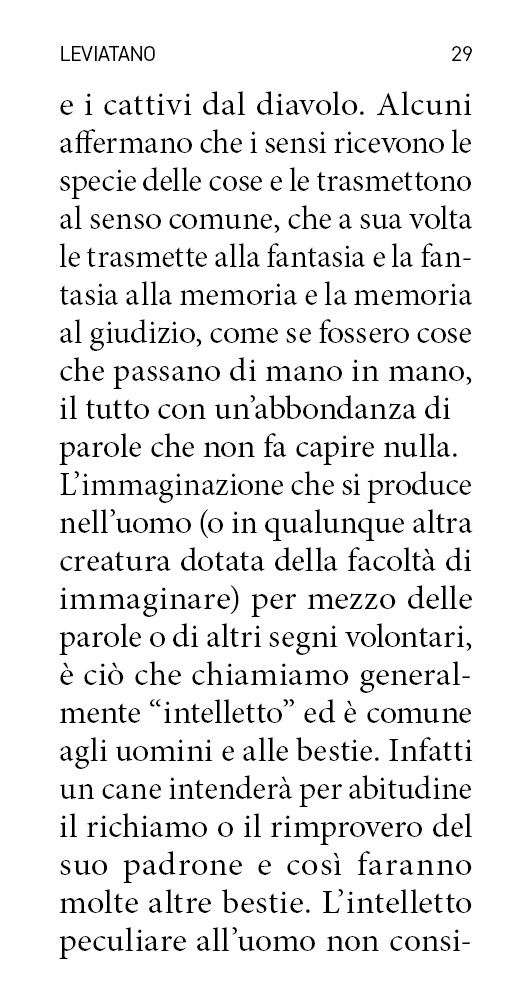 LEVIATANO 29
e i cattivi dal diavolo. Alcuni
affermano che i sensi ricevono le
specie delle cose e le trasmettono
al senso comune, che a sua volta
le trasmette alla fantasia e la fan-
tasia alla memoria e la memoria
al giudizio, come se fossero cose
che passano di mano in mano,
il tutto con un’abbondanza di
parole che non fa capire nulla.
L’immaginazione che si produce
nell’uomo (o in qualunque altra
creatura dotata della facoltà di
immaginare) per mezzo delle
parole o di altri segni volontari,
è ciò che chiamiamo general-
mente “intelletto” ed è comune
agli uomini e alle bestie. Infatti
un cane intenderà per abitudine
il richiamo o il rimprovero del
suo padrone e così faranno
molte altre bestie. L’intelletto
peculiare all’uomo non consi-